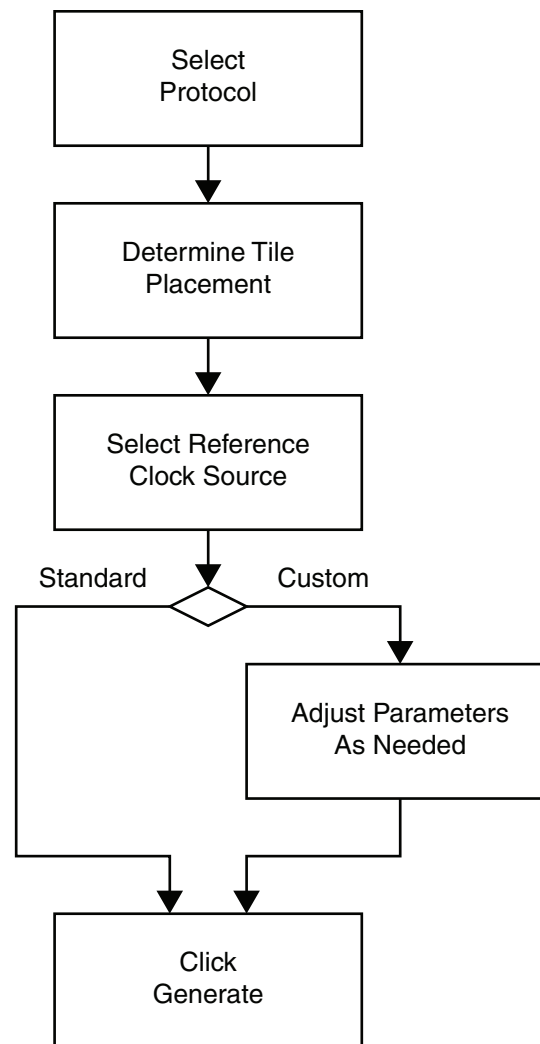 Select
Protocol
Determine Tile
Placement
Select Reference
Clock Source
Standard
Custom
Adjust Parameters
As Needed
Click
Generate